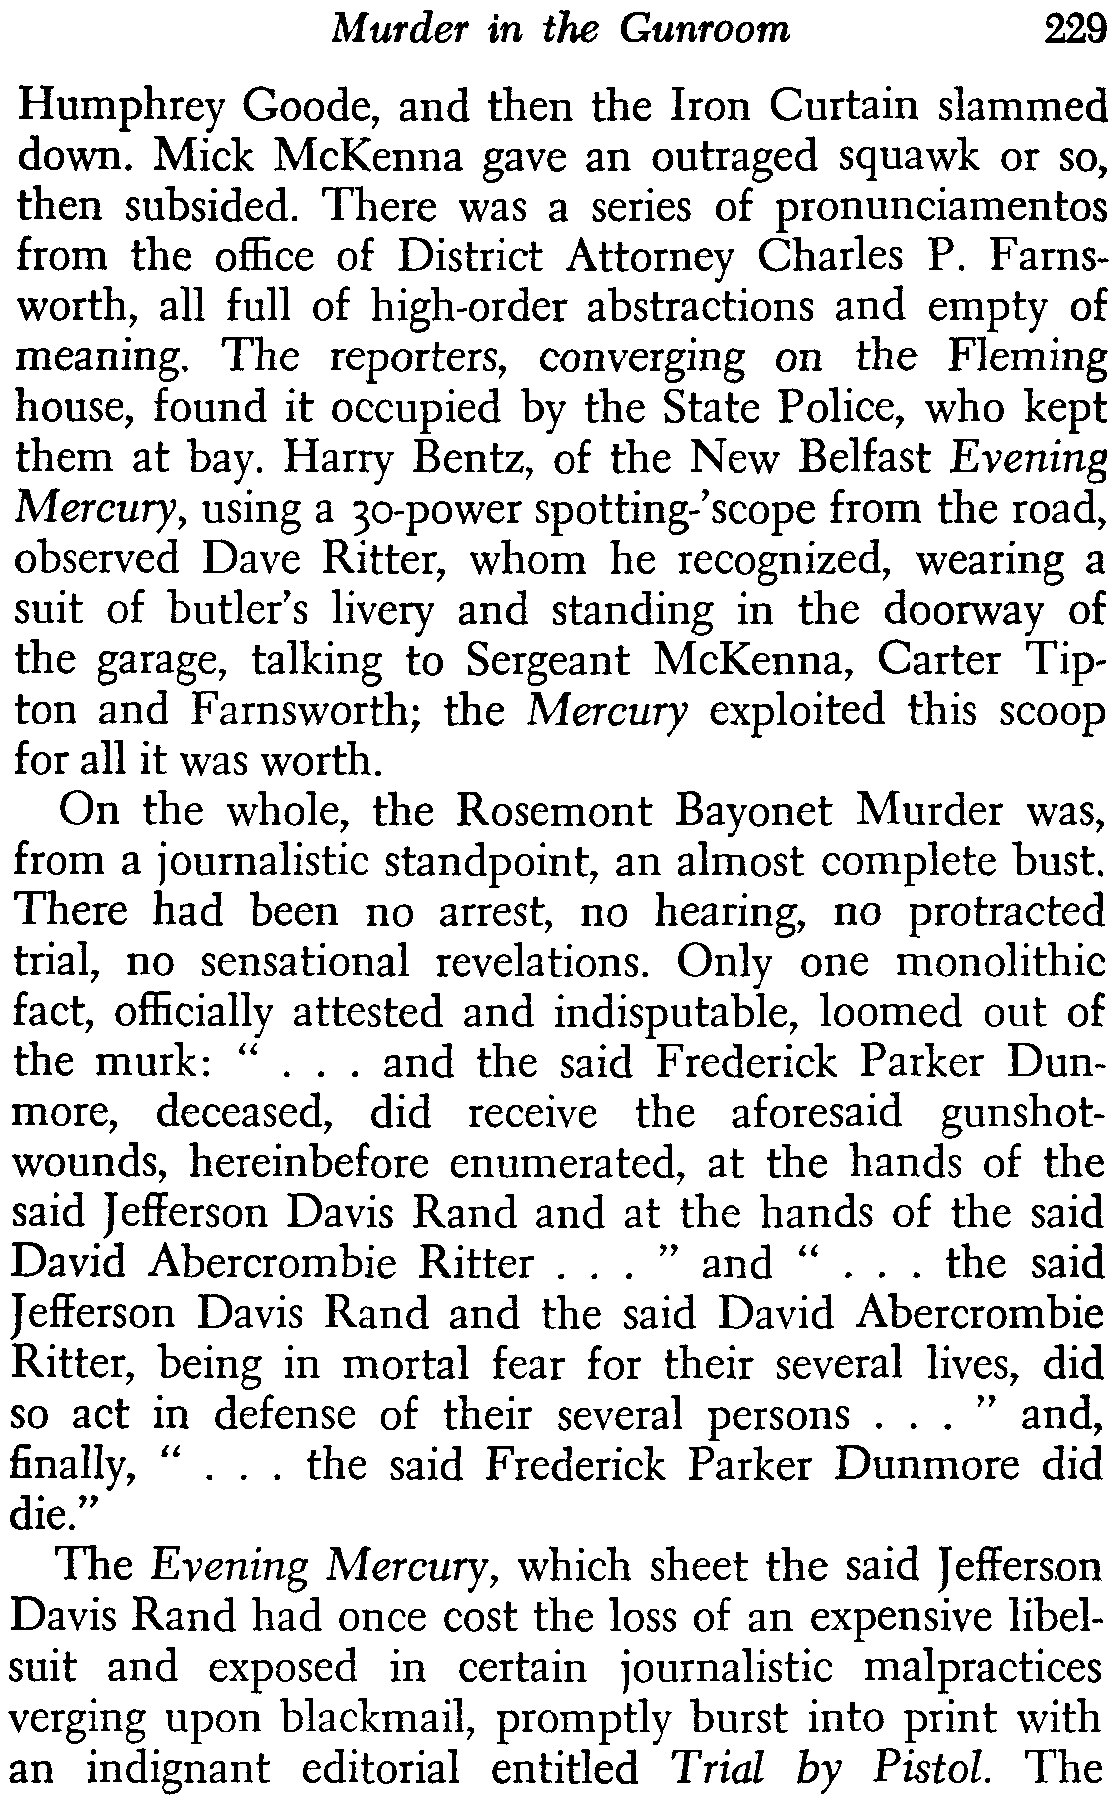 Murder in the Gunroom 229
Humphrey Goode, and then the Iron Curtain slammed
down. Mick McKenna gave an outraged squawk or so,
then subsided. There was a series of pronunciamentos
from the office of District Attorney Charles P. Farns-
worth, all full of high-order abstractions and empty of
meaning. The reporters, converging on the Fleming
house, found it occupied by the State Police, who kept
them at bay. Harry Bentz, of the New Belfast Evening
Mercury, using a 30-power spotting-’scope from the road,
observed Dave Ritter, whom he recognized, wearing a
suit of butler’s livery and standing in the doorway of
the garage, talking to Sergeant McKenna, Carter Tip-
ton and Farnsworth; the Mercury exploited this scoop
for all it was worth.
On the whole, the Rosemont Bayonet Murder was,
from a journalistic standpoint, an almost complete bust.
There had been no arrest, no hearing, no protracted
trial, no sensational revelations. Only one monolithic
fact, officially attested and indisputable, loomed out of
the murk: “ . . . and the said Frederick Parker Dun-
more, deceased, did receive the aforesaid gunshot-
wounds, hereinbefore enumerated, at the hands of the
said Jefferson Davis Rand and at the hands of the said
David Abercrombie Ritter . . . ” and “ . . . the said
Jefferson Davis Rand and the said David Abercrombie
Ritter, being in mortal fear for their several lives, did
so act in defense of their several persons . . . ” and,
finally, “ . . . the said Frederick Parker Dunmore did
die.”
The Evening Mercury, which sheet the said Jefferson
Davis Rand had once cost the loss of an expensive libel-
suit and exposed in certain journalistic malpractices
verging upon blackmail, promptly burst into print with
an indignant editorial entitled Trial by Pistol. The